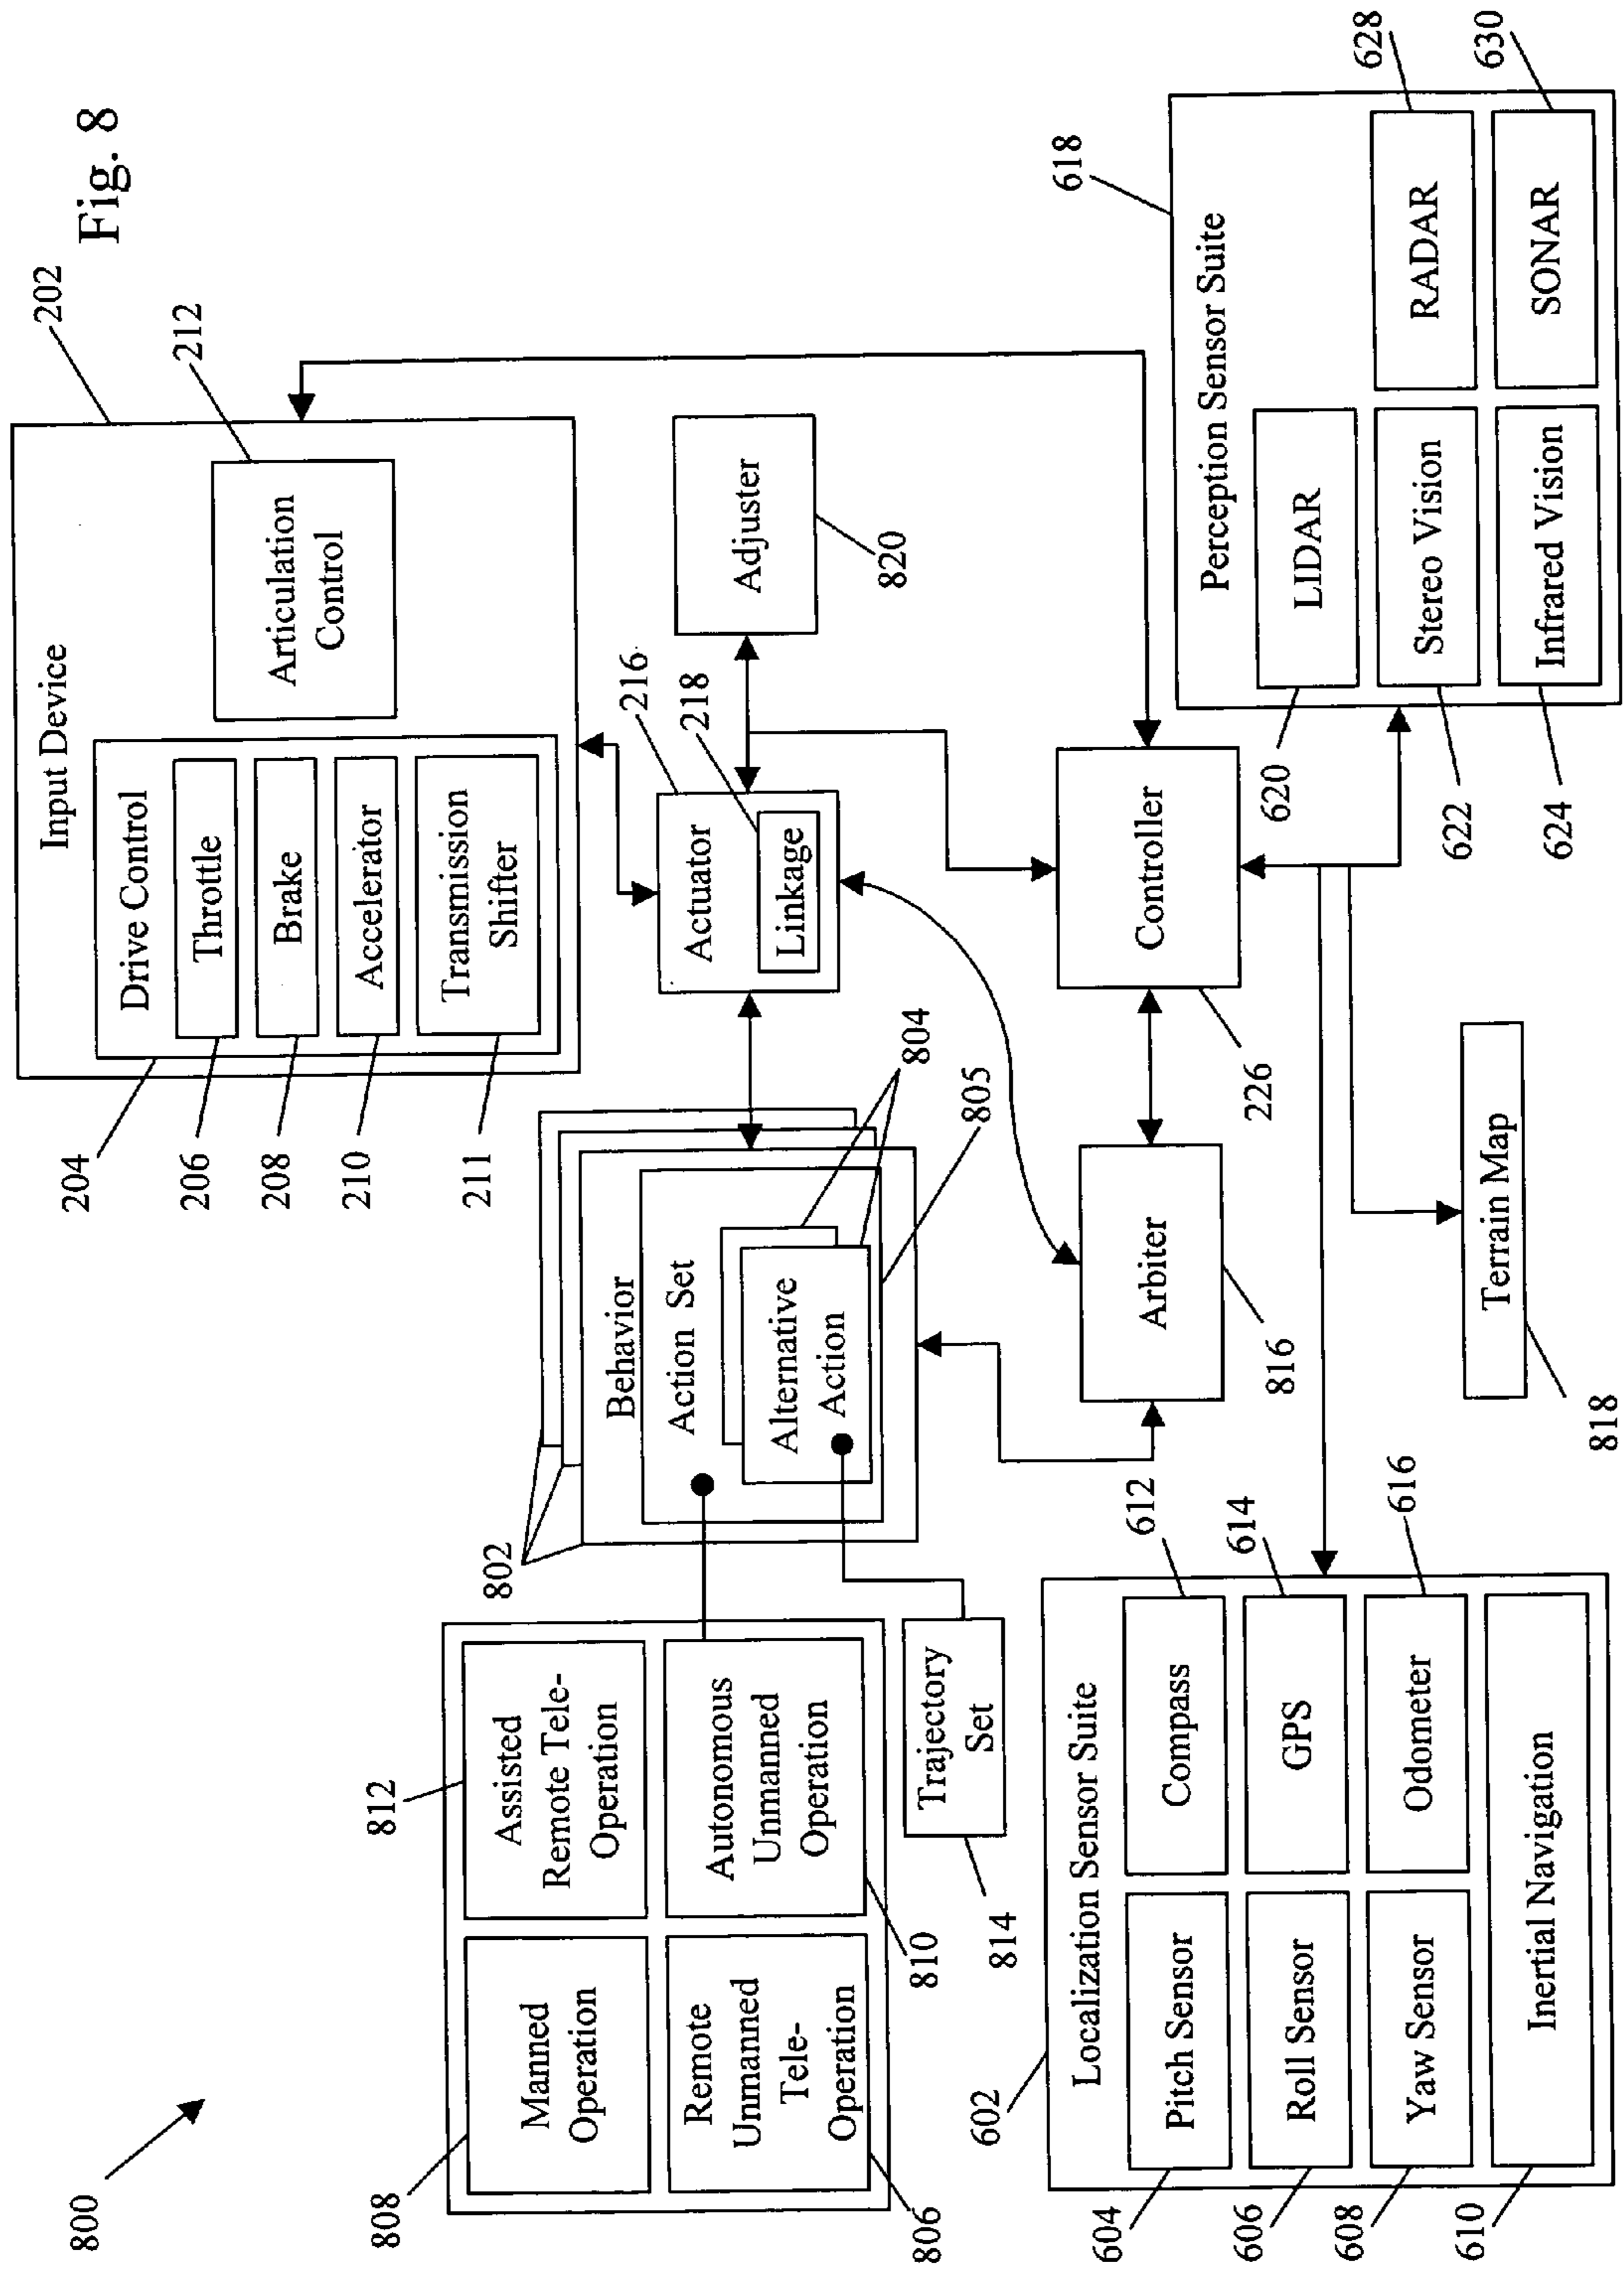 Fig. 8
800
202
Input Device
204
Drive Control
206
Throttle
208
Brake
210
Accelerator
211
Transmission
Shifter
212
Articulation
Control
808
Manned
Operation
812
Assisted
Remote Tele-
Operation
806
Remote
Unmanned
Tele-
Operation
810
Autonomous
Unmanned
Operation
814
Trajectory
Set
802
Behavior
Action Set
Alternative
Action
804
805
216
Actuator
218
Linkage
Adjuster
820
Arbiter
816
Controller
226
602
Localization Sensor Suite
604
Pitch Sensor
Compass
612
606
Roll Sensor
GPS
614
608
Yaw Sensor
Odometer
616
610
Inertial Navigation
Terrain Map
818
618
Perception Sensor Suite
620
LIDAR
622
Stereo Vision
RADAR
628
624
Infrared Vision
SONAR
630